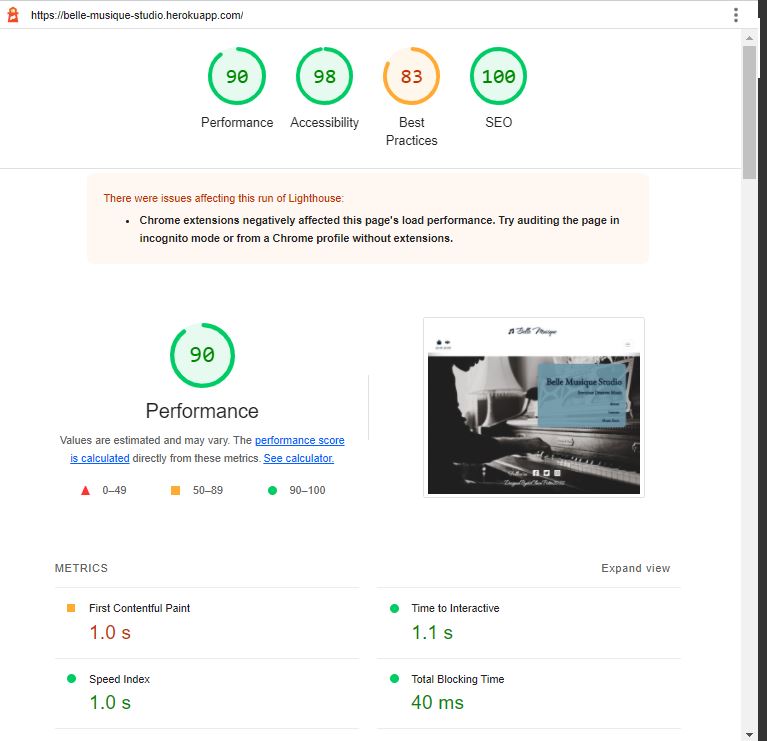 https://belle-musique-studio.herokuapp.com/
90
98
83
100
Performance
Accessibility
Best
Practices
SEO
There were issues affecting this run of Lighthouse:
• Chrome extensions negatively affected this page's load performance. Try auditing the page in
incognito mode or from a Chrome profile without extensions.
90
Performance
Values are estimated and may vary. The performance score
is calculated directly from these metrics. See calculator.
0–49
50–89
90–100
Belle Musique
Belle Musique Studio
METRICS
Expand view
First Contentful Paint
1.0 s
Time to Interactive
1.1 s
Speed Index
1.0 s
Total Blocking Time
40 ms